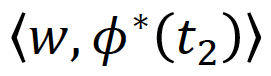 ⟨𝑤, 𝜙*(𝑡₂)⟩